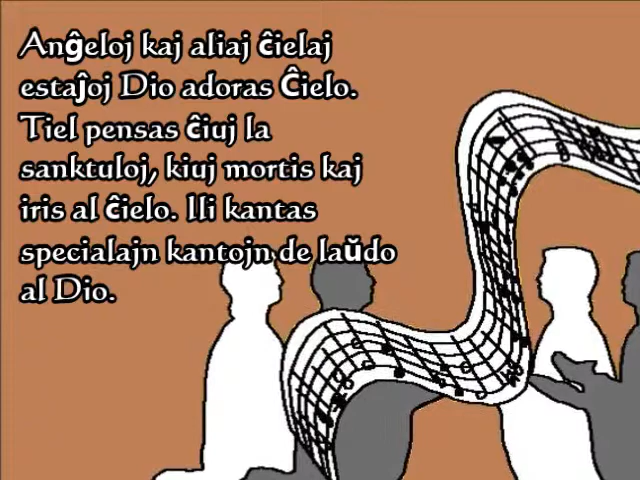 Anĝeloj kaj aliaj ĉielaj
estaĵoj Dio adoras Ĉielo.
Tiel pensas ĉiuj la
sanktuloj, kiuj mortis kaj
iris al ĉielo. Ili kantas
specialajn kantojn de laŭdo
al Dio.